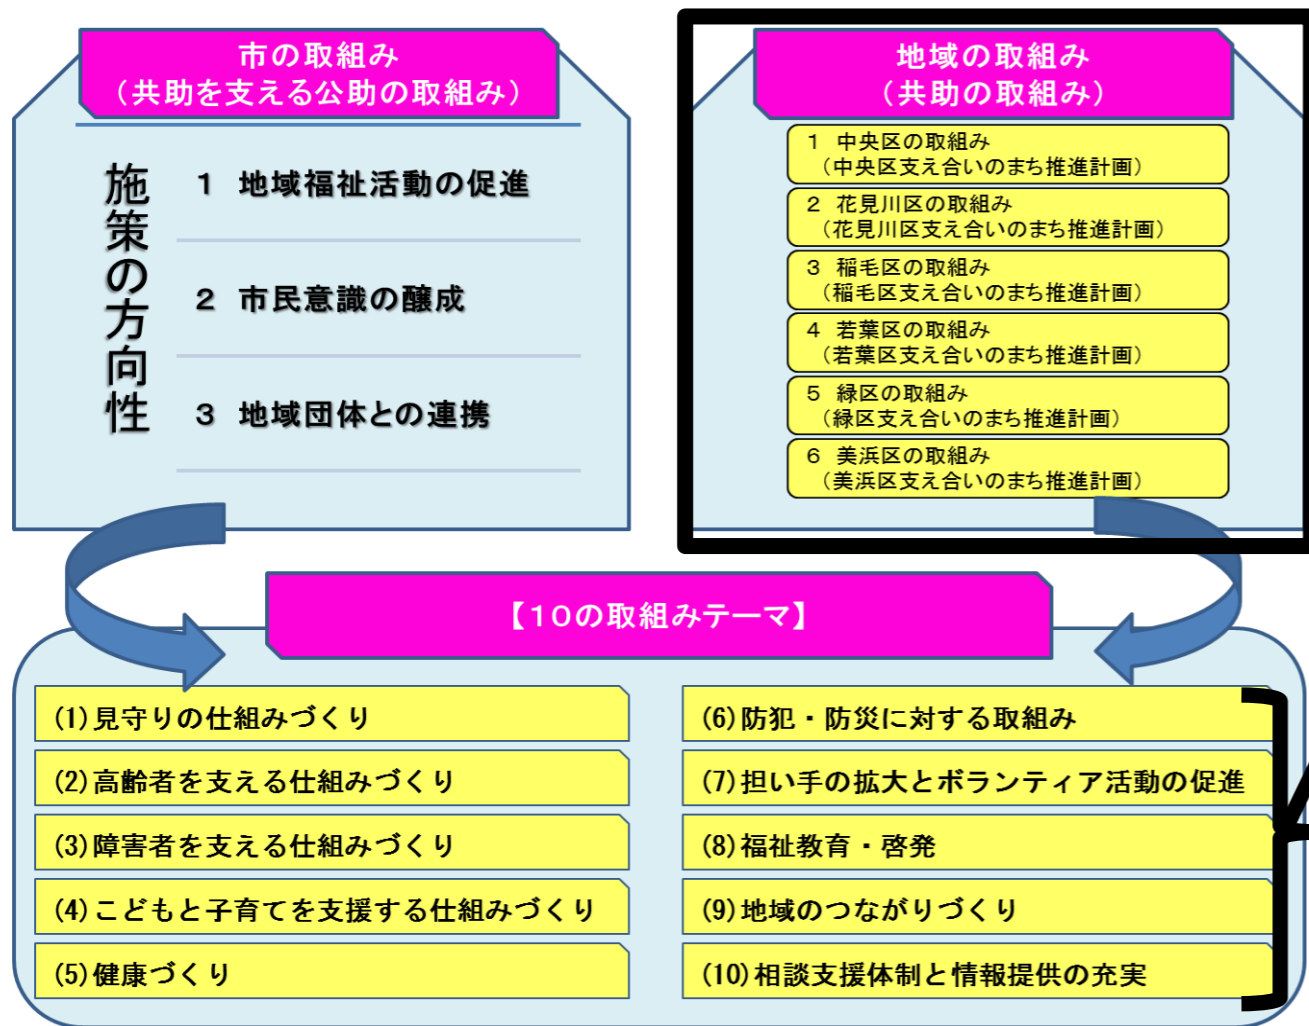 市の取組み
（共助を支える公助の取組み）
施策の方向性
１ 地域福祉活動の促進
２ 市民意識の醸成
３ 地域団体との連携
地域の取組み
（共助の取組み）
１ 中央区の取組み
（中央区支え合いのまち推進計画）
２ 花見川区の取組み
（花見川区支え合いのまち推進計画）
３ 稲毛区の取組み
（稲毛区支え合いのまち推進計画）
４ 若葉区の取組み
（若葉区支え合いのまち推進計画）
５ 緑区の取組み
（緑区支え合いのまち推進計画）
６ 美浜区の取組み
（美浜区支え合いのまち推進計画）
【１０の取組みテーマ】
(1)見守りの仕組みづくり
(2)高齢者を支える仕組みづくり
(3)障害者を支える仕組みづくり
(4)こどもと子育てを支援する仕組みづくり
(5)健康づくり
(6)防犯・防災に対する取組み
(7)担い手の拡大とボランティア活動の促進
(8)福祉教育・啓発
(9)地域のつながりづくり
(10)相談支援体制と情報提供の充実